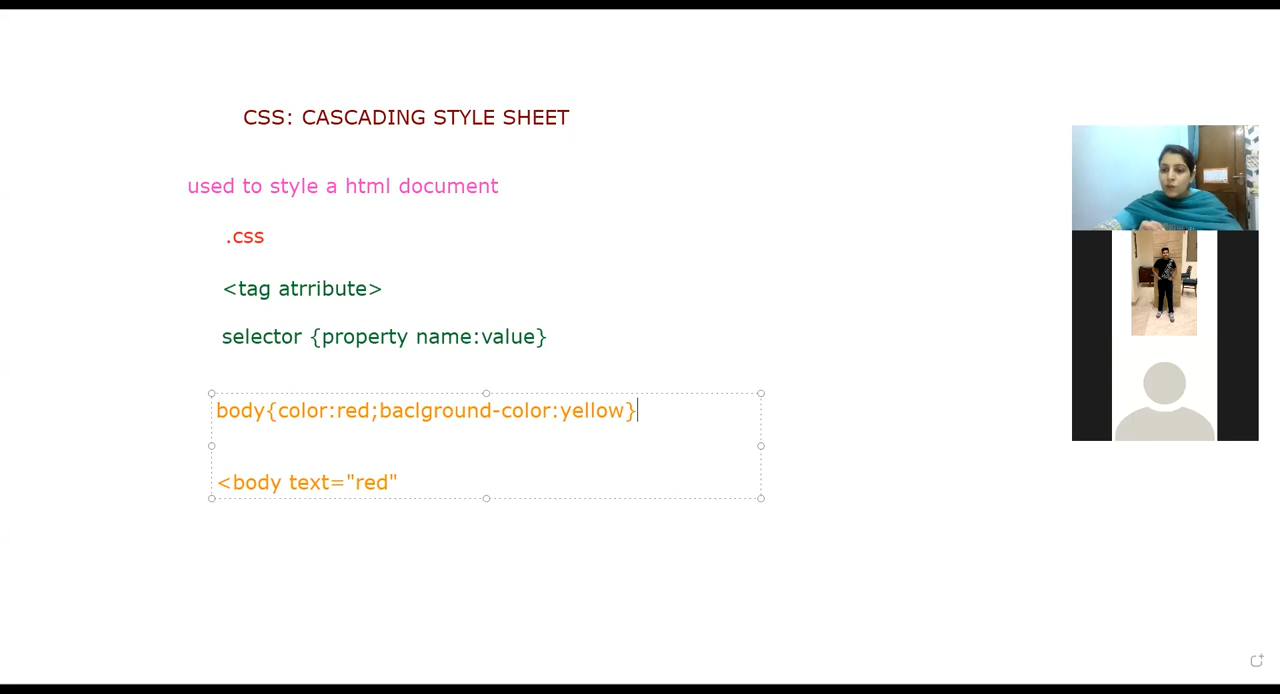 CSS: CASCADING STYLE SHEET
used to style a html document
.css
<tag atrribute>
selector {property name:value}
body{color:red;baclground-color:yellow}
<body text="red"